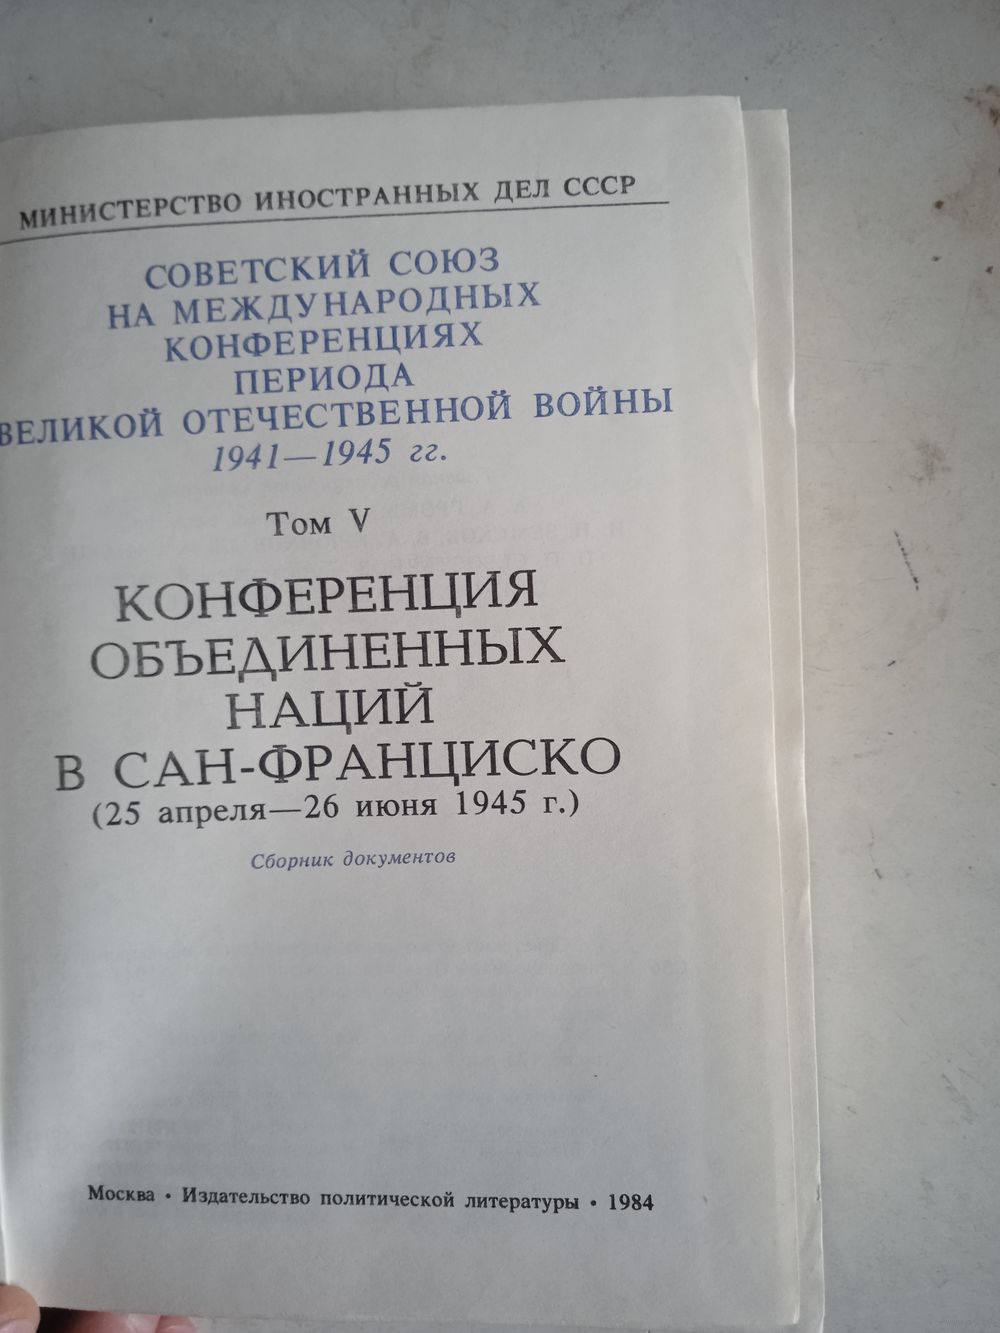 МИНИСТЕРСТВО ИНОСТРАННЫХ ДЕЛ СССР
СОВЕТСКИЙ СОЮЗ
НА МЕЖДУНАРОДНЫХ
КОНФЕРЕНЦИЯХ
ПЕРИОДА
ВЕЛИКОЙ ОТЕЧЕСТВЕННОЙ ВОЙНЫ
1941—1945 гг.
Том V
КОНФЕРЕНЦИЯ
ОБЪЕДИНЕННЫХ
НАЦИЙ
В САН-ФРАНЦИСКО
(25 апреля—26 июня 1945 г.)
Сборник документов
Москва • Издательство политической литературы • 1984